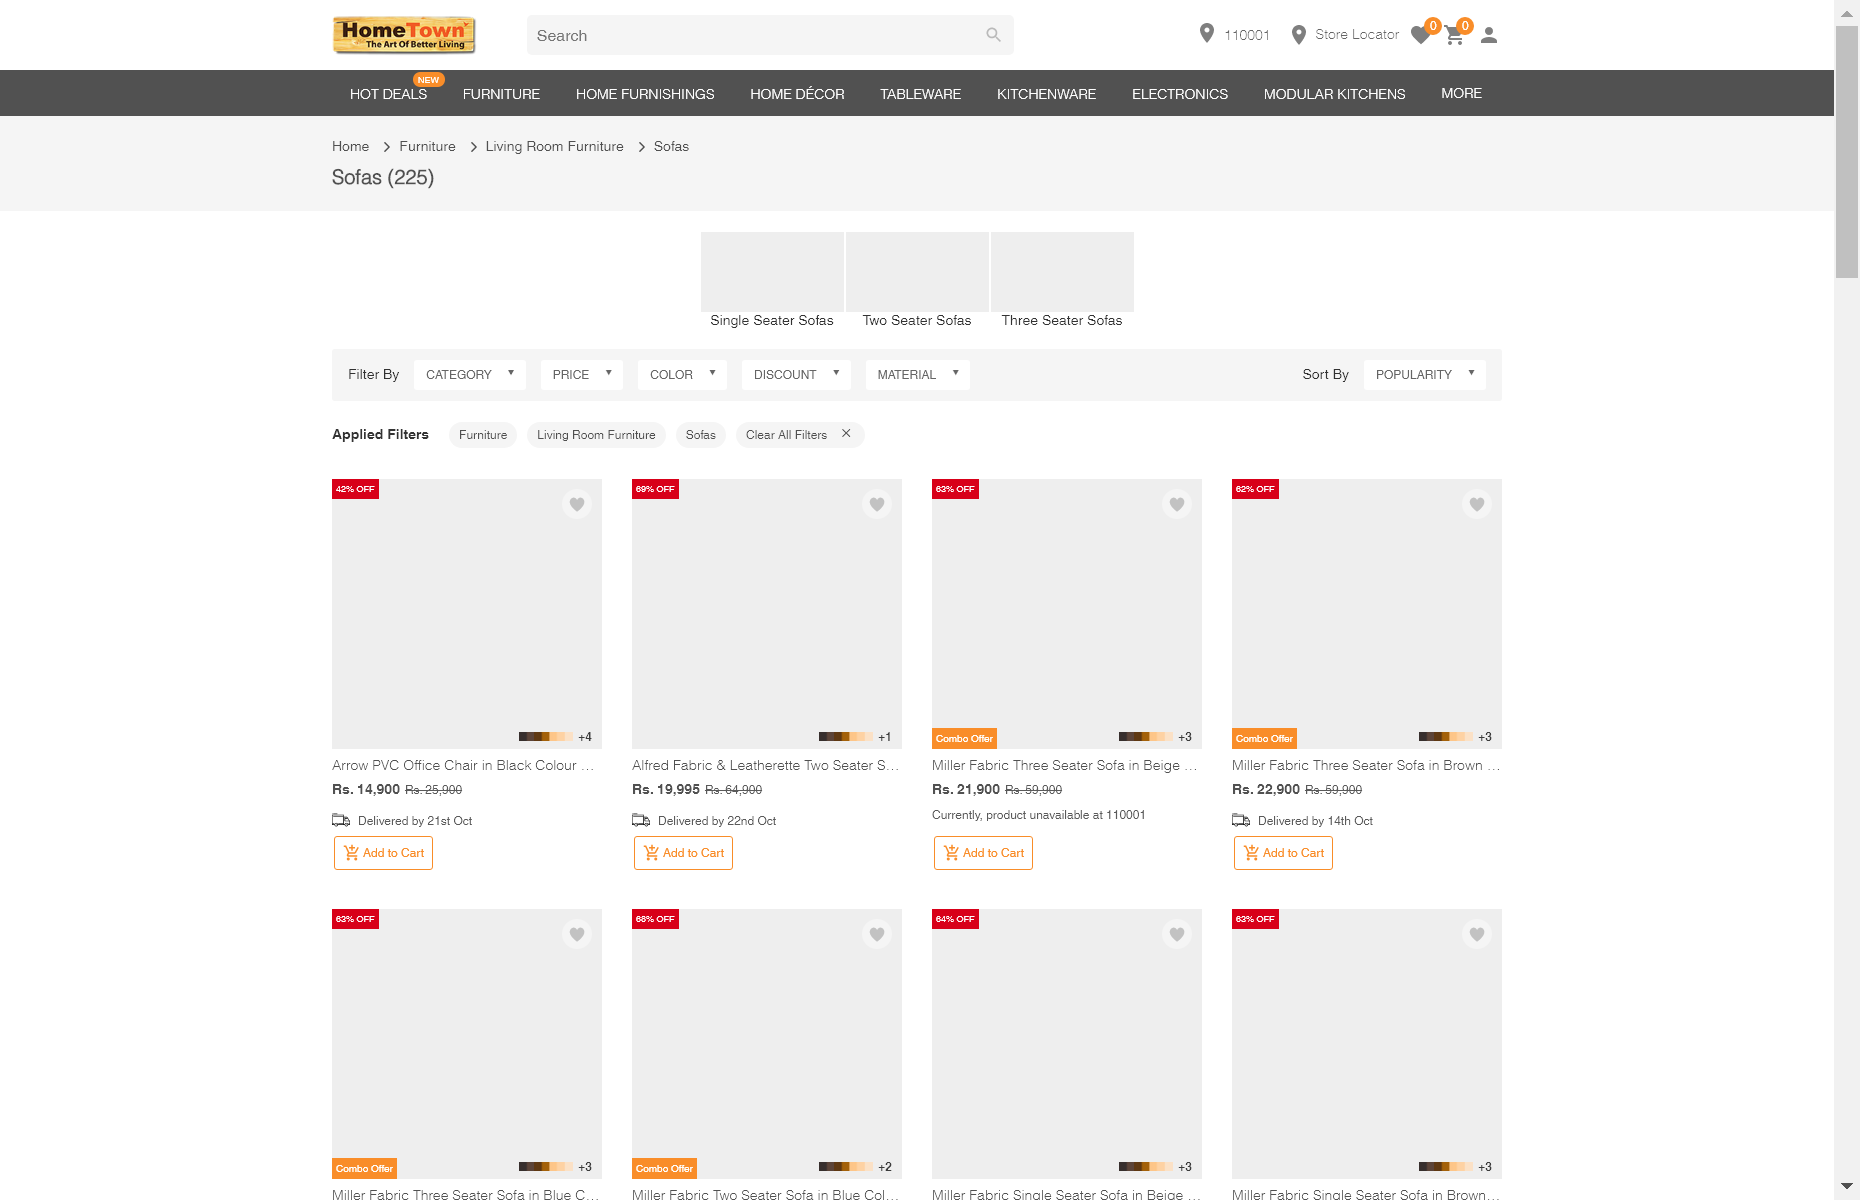 HomeTown
The Art Of Better Living
Search
110001
Store Locator
0
0
HOT DEALS
NEW
FURNITURE
HOME FURNISHINGS
HOME DÉCOR
TABLEWARE
KITCHENWARE
ELECTRONICS
MODULAR KITCHENS
MORE
Home
Furniture
Living Room Furniture
Sofas
Sofas (225)
Single Seater Sofas
Two Seater Sofas
Three Seater Sofas
Filter By
CATEGORY
PRICE
COLOR
DISCOUNT
MATERIAL
Sort By
POPULARITY
Applied Filters
Furniture
Living Room Furniture
Sofas
Clear All Filters
42% OFF
+4
Arrow PVC Office Chair in Black Colour ...
Rs. 14,900 Rs. 25,900
Delivered by 21st Oct
Add to Cart
69% OFF
+1
Alfred Fabric & Leatherette Two Seater S...
Rs. 19,995 Rs. 64,900
Delivered by 22nd Oct
Add to Cart
63% OFF
Combo Offer
+3
Miller Fabric Three Seater Sofa in Beige ...
Rs. 21,900 Rs. 59,900
Currently, product unavailable at 110001
Add to Cart
62% OFF
Combo Offer
+3
Miller Fabric Three Seater Sofa in Brown ...
Rs. 22,900 Rs. 59,900
Delivered by 14th Oct
Add to Cart
63% OFF
Combo Offer
+3
Miller Fabric Three Seater Sofa in Blue C...
68% OFF
Combo Offer
+2
Miller Fabric Two Seater Sofa in Blue Col...
64% OFF
+3
Miller Fabric Single Seater Sofa in Beige ...
63% OFF
+3
Miller Fabric Single Seater Sofa in Brown...